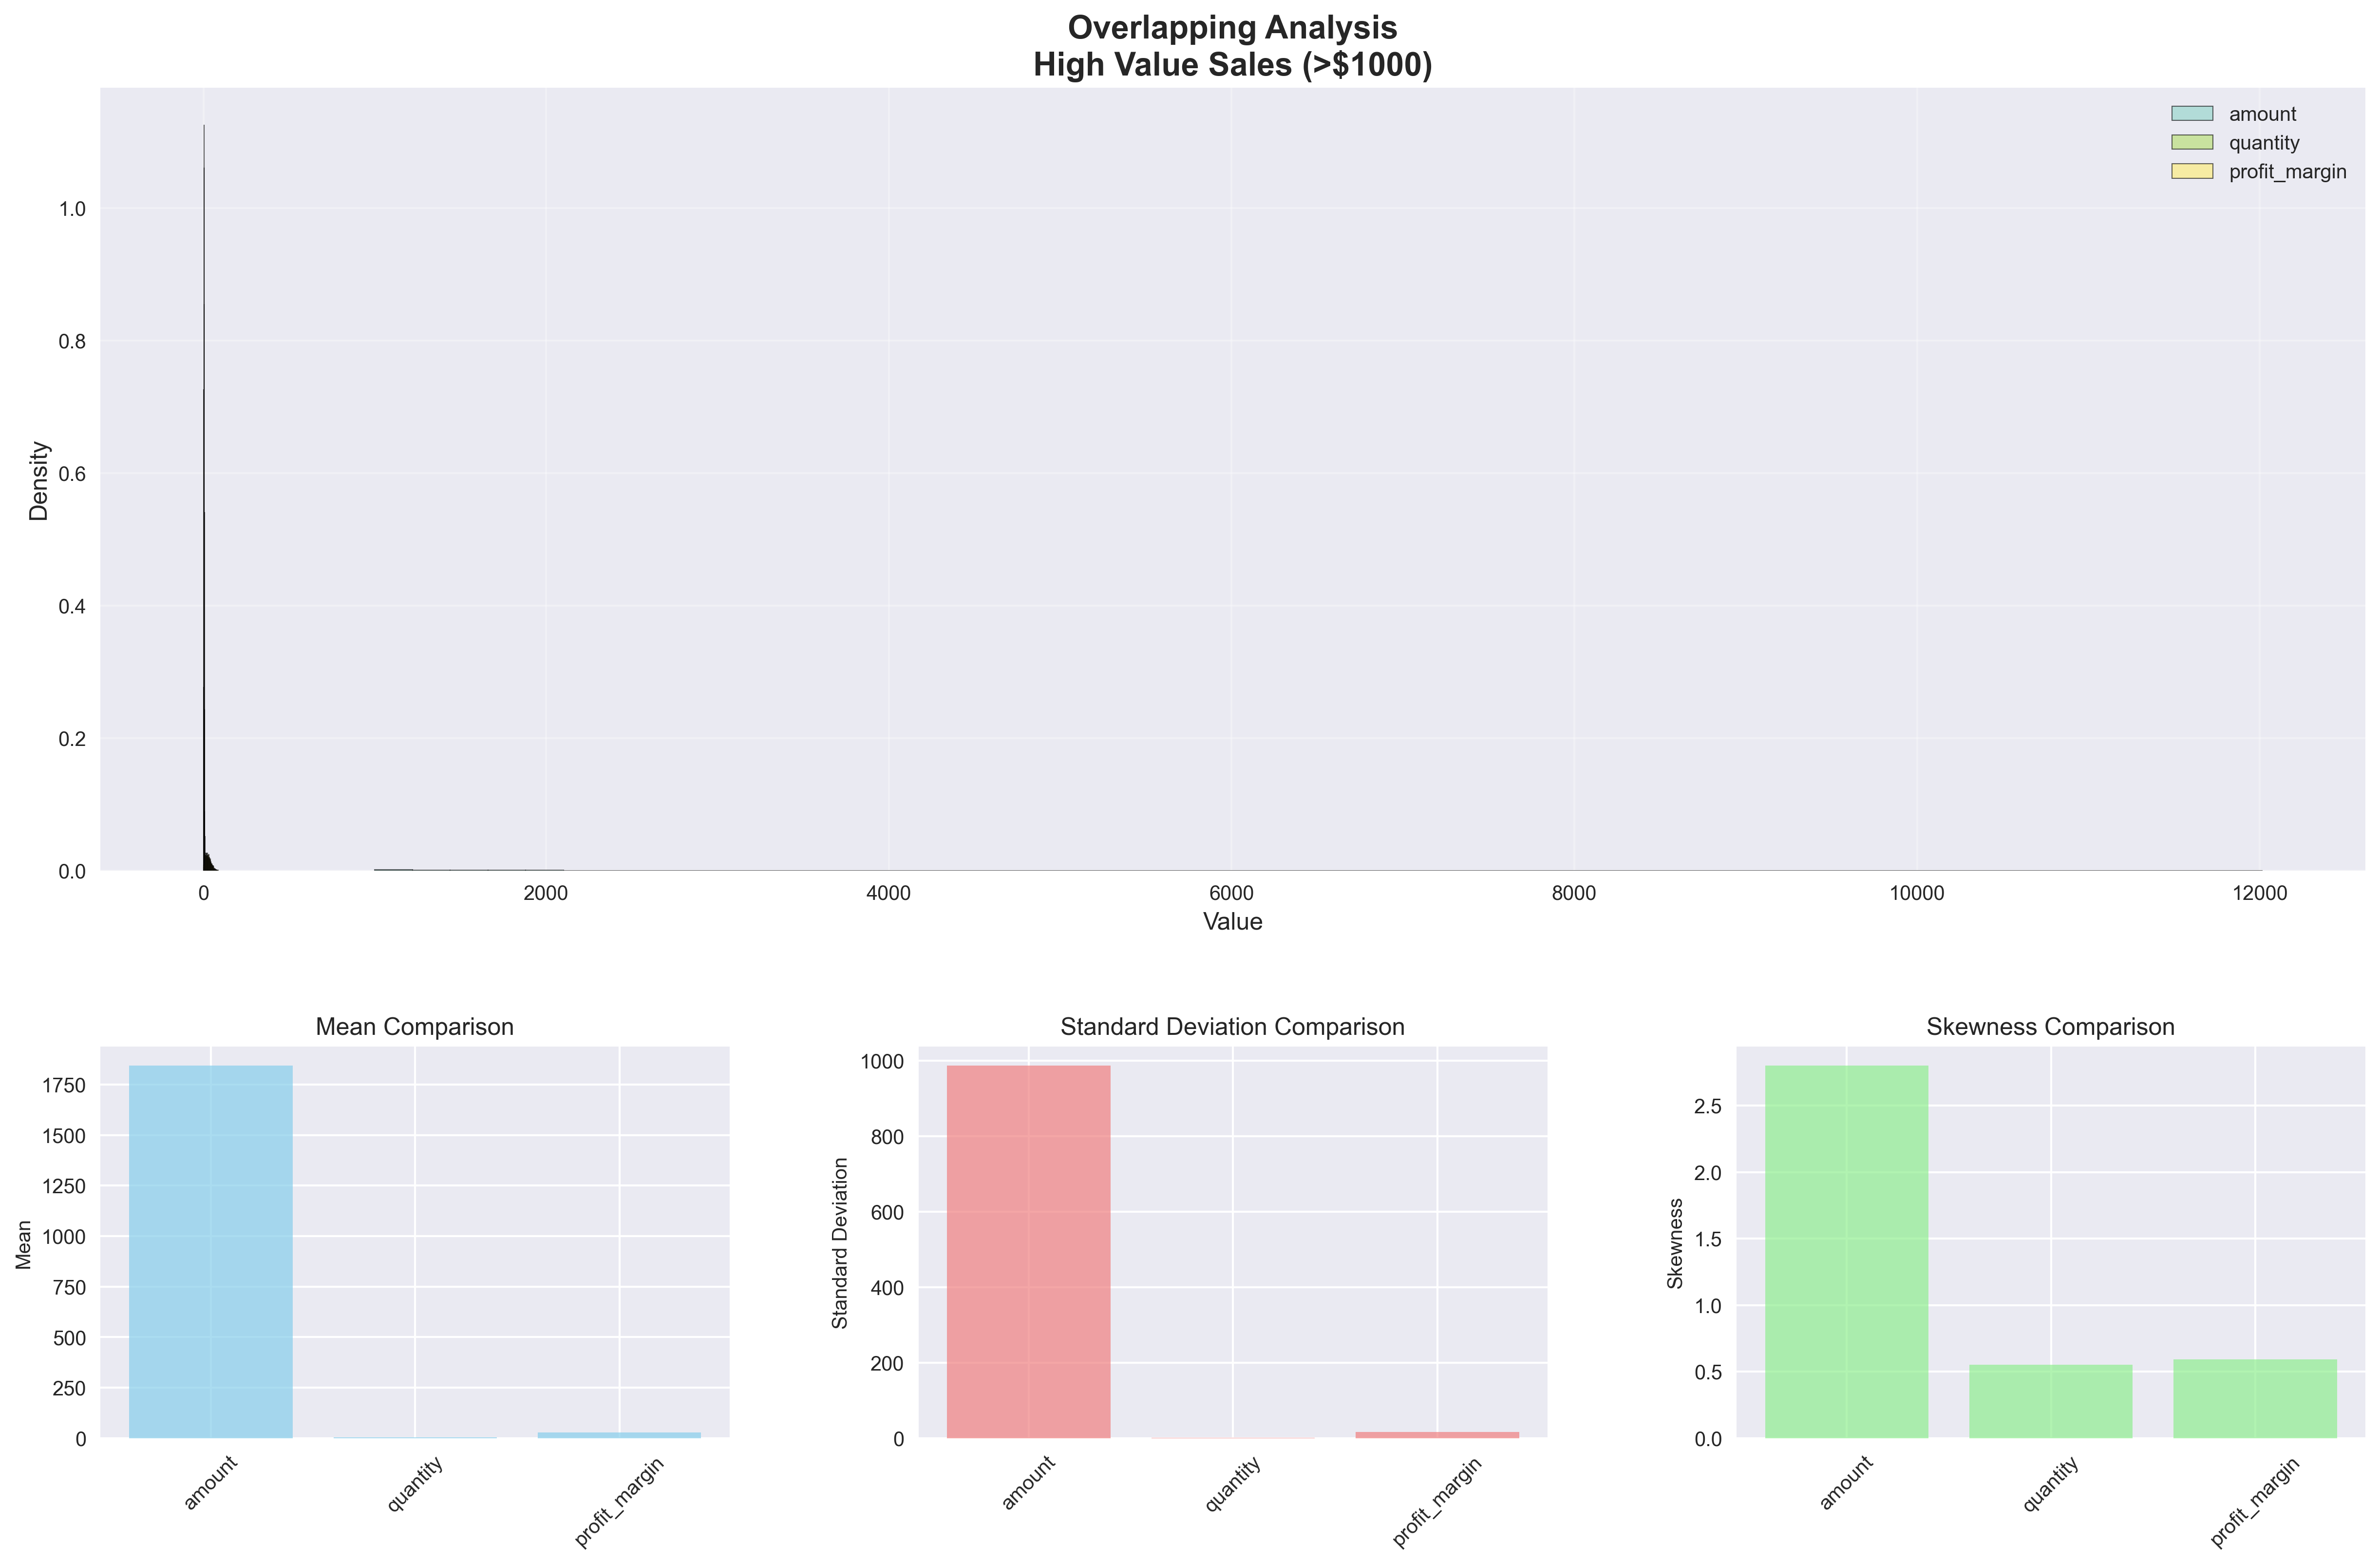 Overlapping Analysis
High Value Sales (>$1000)
amount
quantity
profit_margin
1.0
0.8
0.6
0.4
0.2
0.0
Density
0 2000 4000 6000 8000 10000 12000
Value
Mean Comparison
1750
1500
1250
1000
750
500
250
0
Mean
amount quantity profit_margin
Standard Deviation Comparison
1000
800
600
400
200
0
Standard Deviation
amount quantity profit_margin
Skewness Comparison
2.5
2.0
1.5
1.0
0.5
0.0
Skewness
amount quantity profit_margin